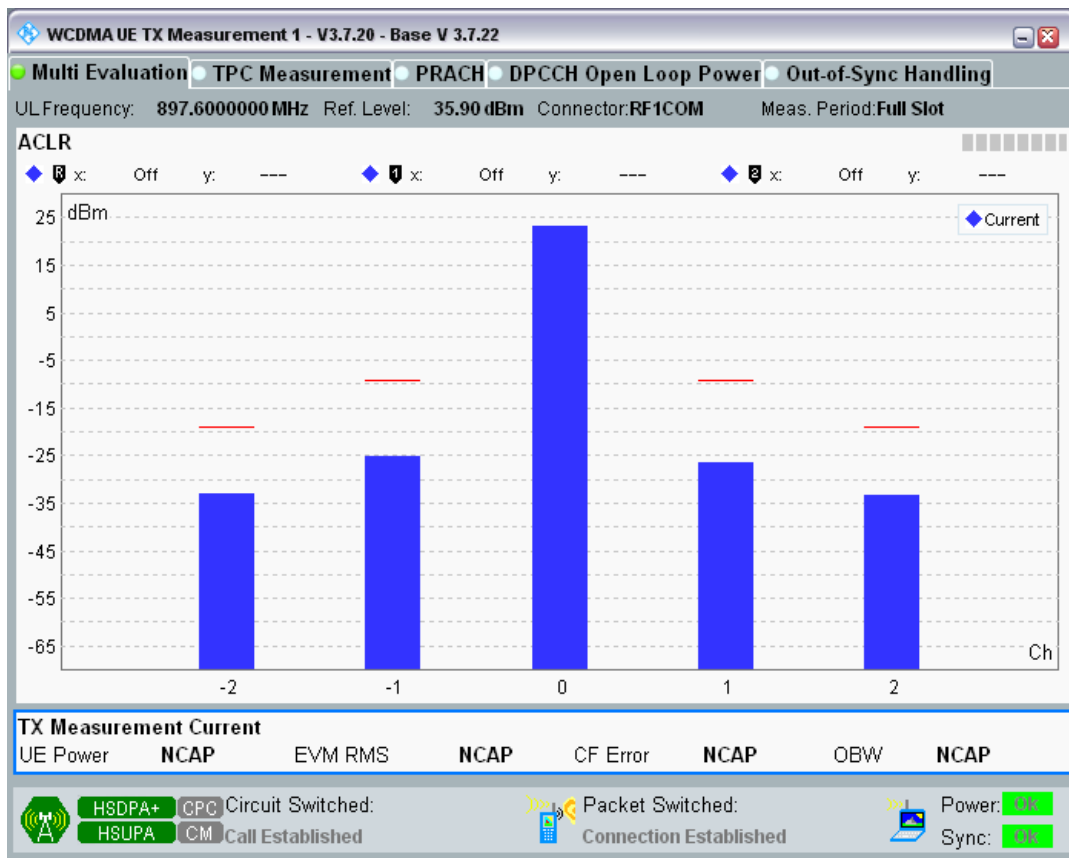 WCDMA UE TX Measurement 1 - V3.7.20 - Base V 3.7.22
Multi Evaluation TPC Measurement PRACH DPCCH Open Loop Power Out-of-Sync Handling
UL Frequency: 897.6000000 MHz Ref. Level: 35.90 dBm Connector:RF1COM Meas. Period:Full Slot
ACLR
R x: Off y: --- 1 x: Off y: --- 2 x: Off y: ---
dBm
Current
25
15
5
-5
-15
-25
-35
-45
-55
-65
Ch
-2 -1 0 1 2
TX Measurement Current
UE Power NCAP EVM RMS NCAP CF Error NCAP OBW NCAP
HSDPA+ CPC Circuit Switched: Packet Switched: Power: Ok
HSUPA CM Call Established Connection Established Sync: Ok